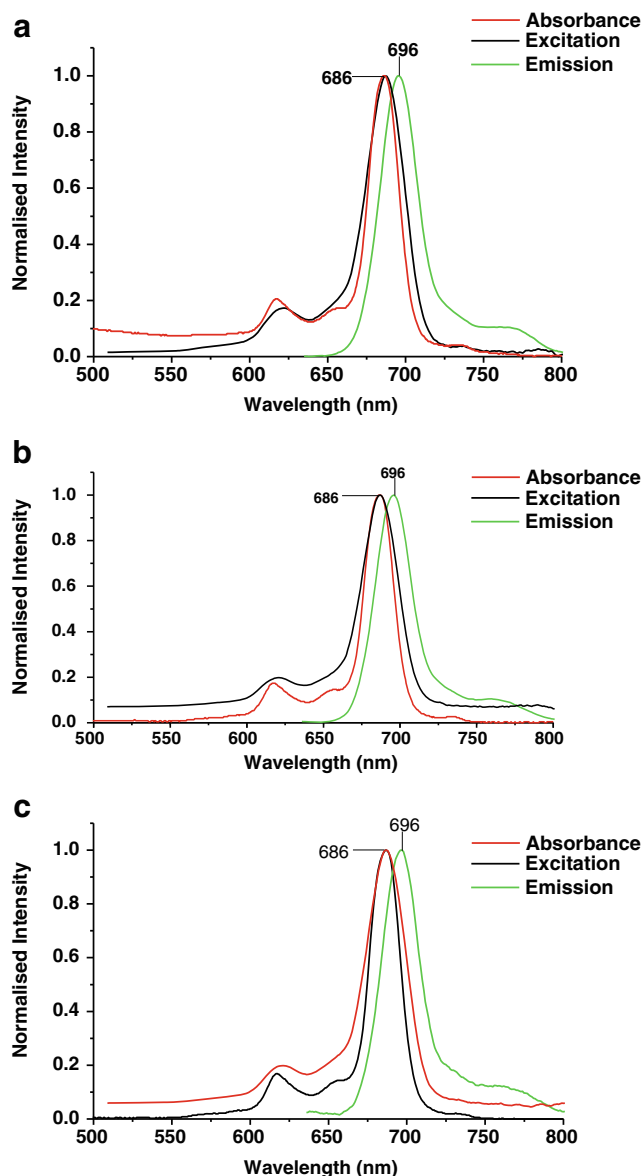 a
Absorbance
Excitation
Emission
696
686
Normalised Intensity
1.0
0.8
0.6
0.4
0.2
0.0
500 550 600 650 700 750 800
Wavelength (nm)
b
Absorbance
Excitation
Emission
696
686
Normalised Intensity
1.0
0.8
0.6
0.4
0.2
0.0
500 550 600 650 700 750 800
Wavelength (nm)
c
Absorbance
Excitation
Emission
696
686
Normalised Intensity
1.0
0.8
0.6
0.4
0.2
0.0
500 550 600 650 700 750 800
Wavelength (nm)